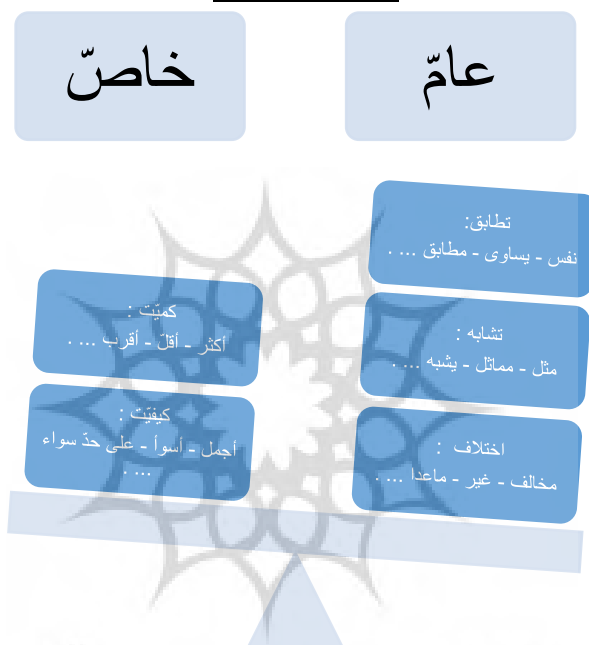 عامّ
خاصّ
تطابق:
نفس - يساوى - مطابق ... .
تشابه :
مثل - مماثل - يشبه ... .
اختلاف :
مخالف - غير - ماعدا ... .
كميّت :
أكثر - أقلّ - أقرب ... .
كيفيّت :
أجمل - أسوأ - على حدّ سواء
... .